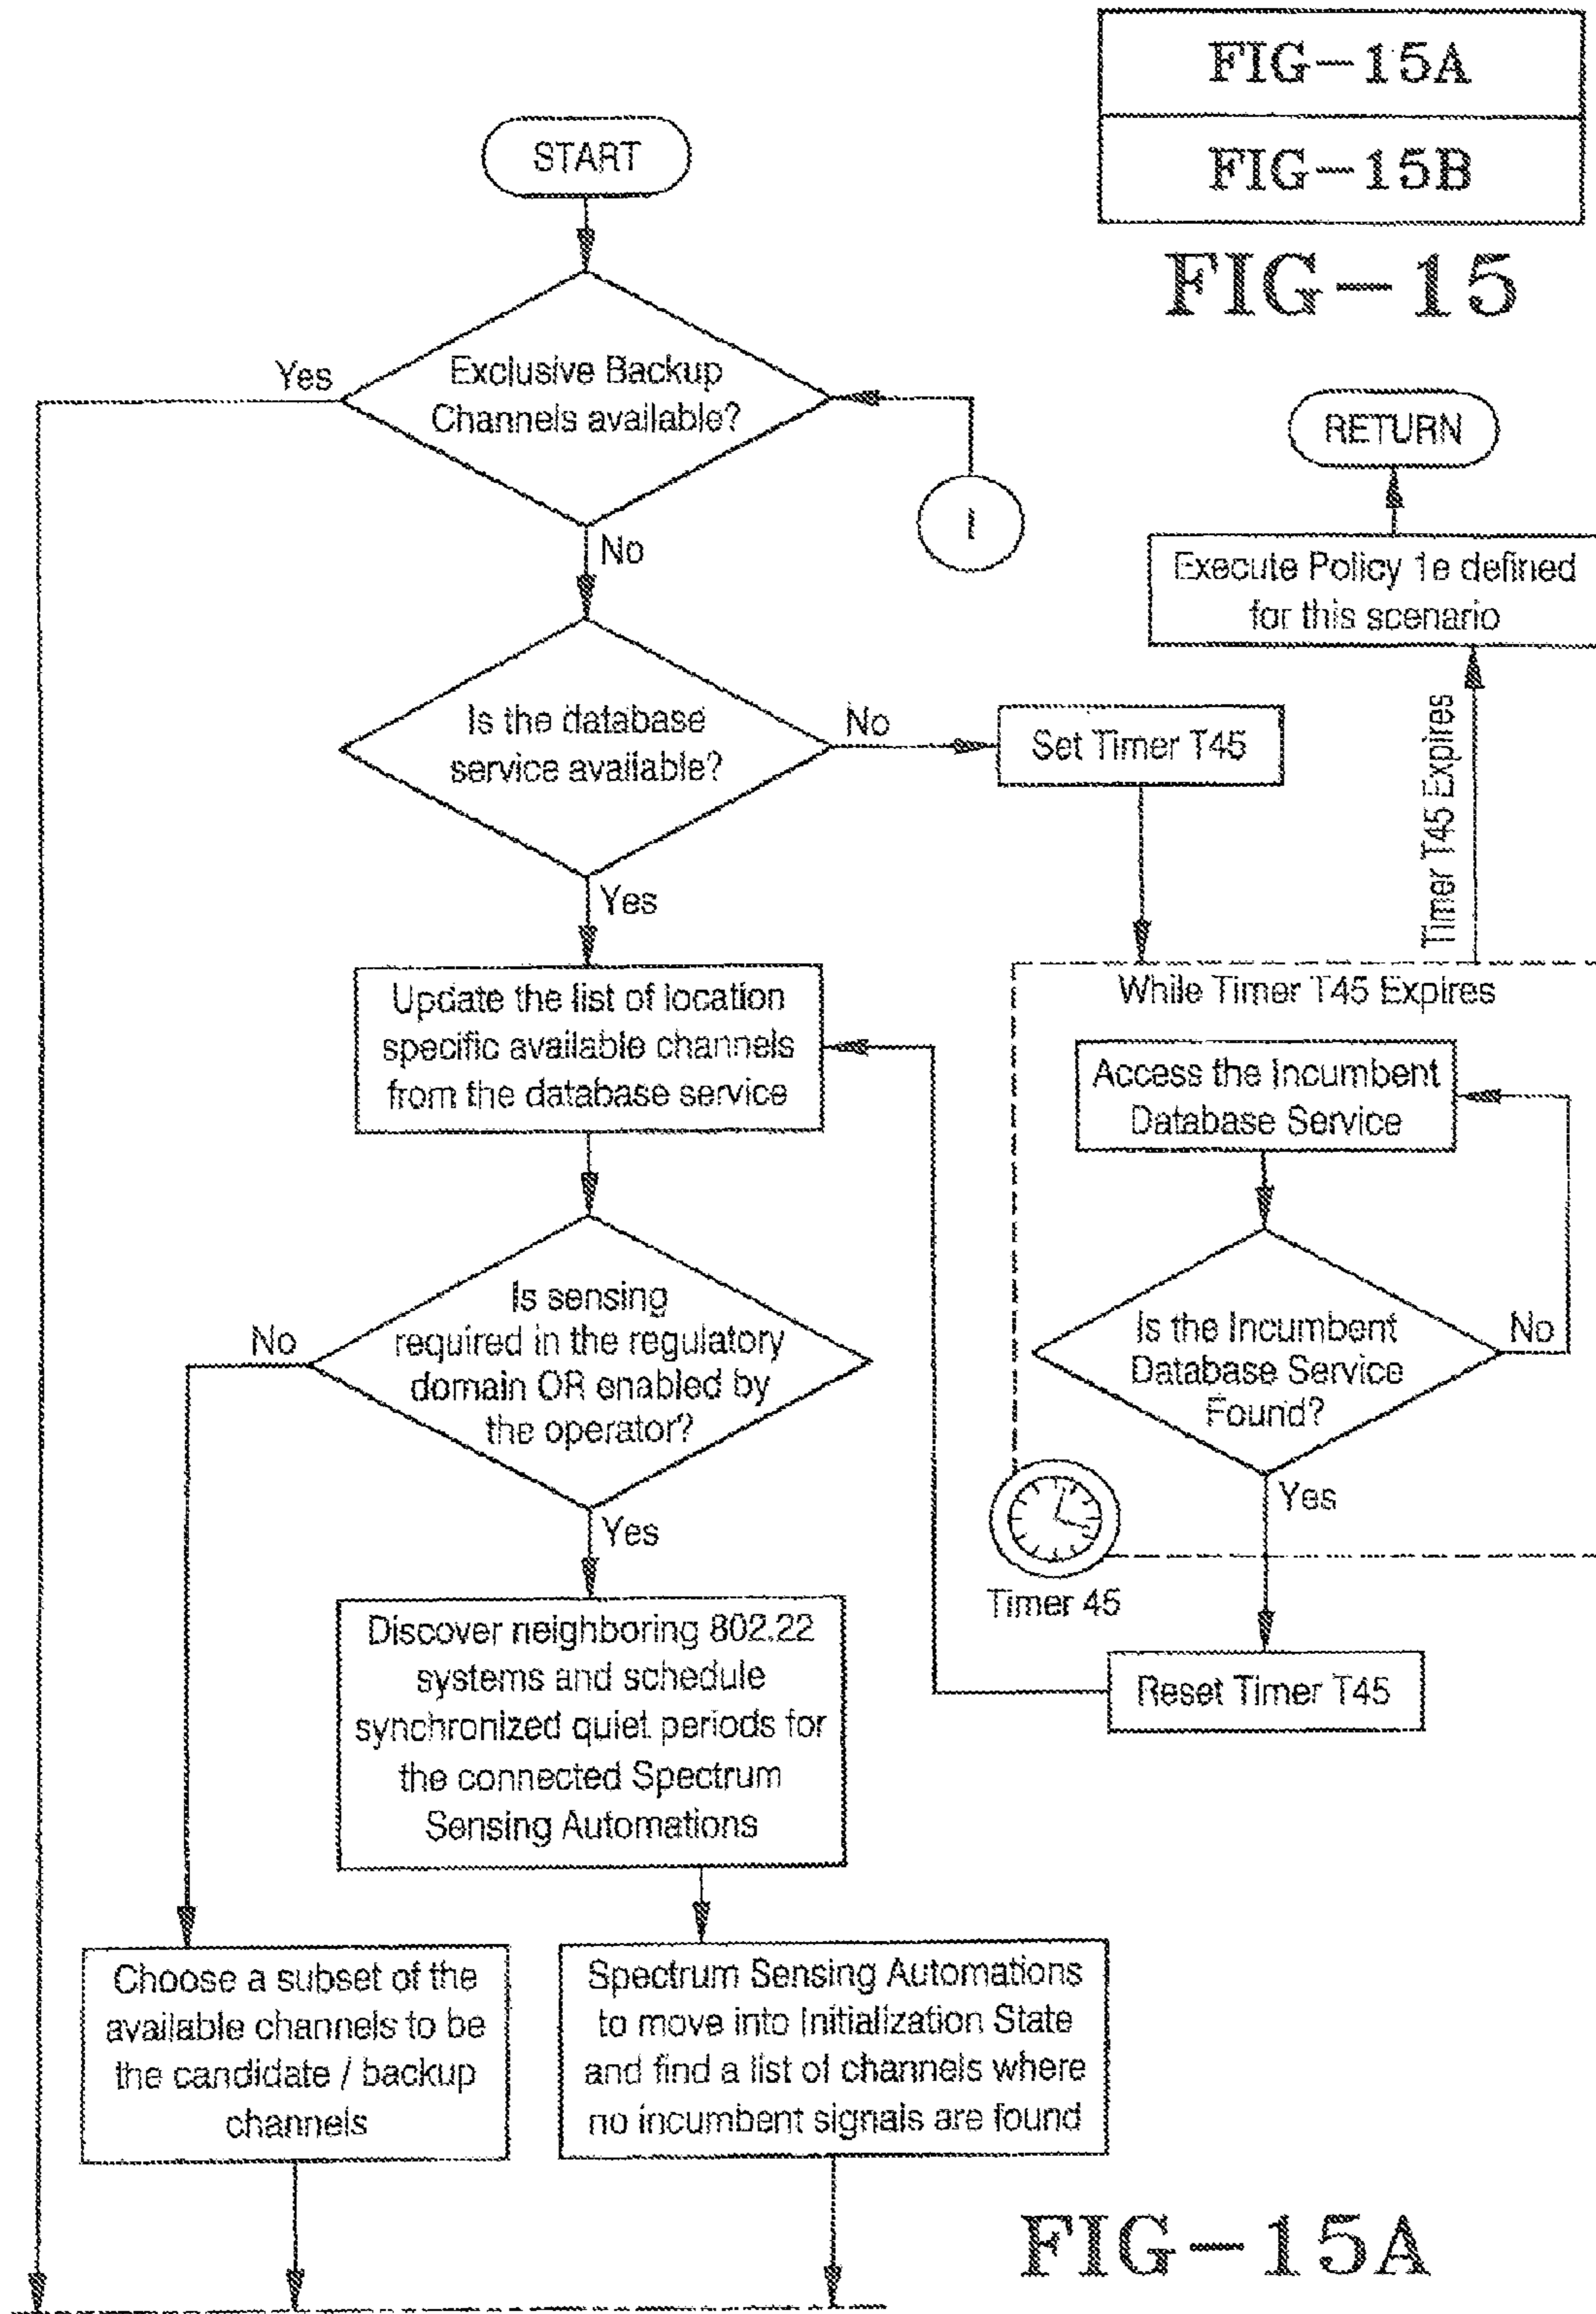 FIG-15A
FIG-15B
FIG-15
START
Exclusive Backup
Channels available?
Yes
No
I
RETURN
Execute Policy 1e defined
for this scenario
Timer T45 Expires
Is the database
service available?
No
Set Timer T45
Yes
Update the list of location
specific available channels
from the database service
While Timer T45 Expires
Access the Incumbent
Database Service
Is the Incumbent
Database Service
Found?
No
Yes
Timer 45
Reset Timer T45
Is sensing
required in the regulatory
domain OR enabled by
the operator?
No
Yes
Discover neighboring 802.22
systems and schedule
synchronized quiet periods for
the connected Spectrum
Sensing Automations
Choose a subset of the
available channels to be
the candidate / backup
channels
Spectrum Sensing Automations
to move into Initialization State
and find a list of channels where
no incumbent signals are found
FIG-15A